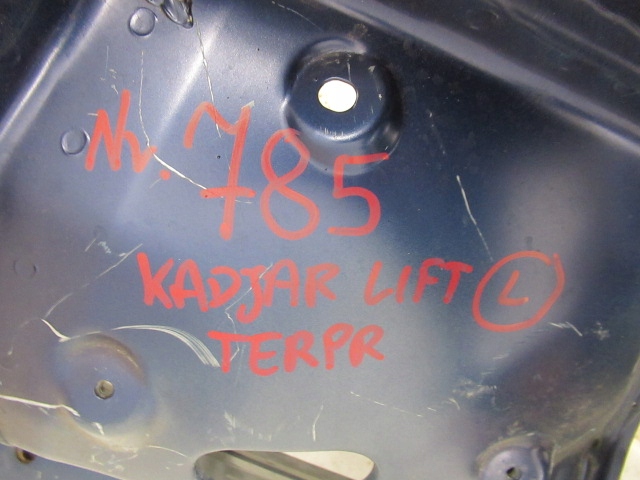 Nr. 785
KADJAR LIFT L
TERPR